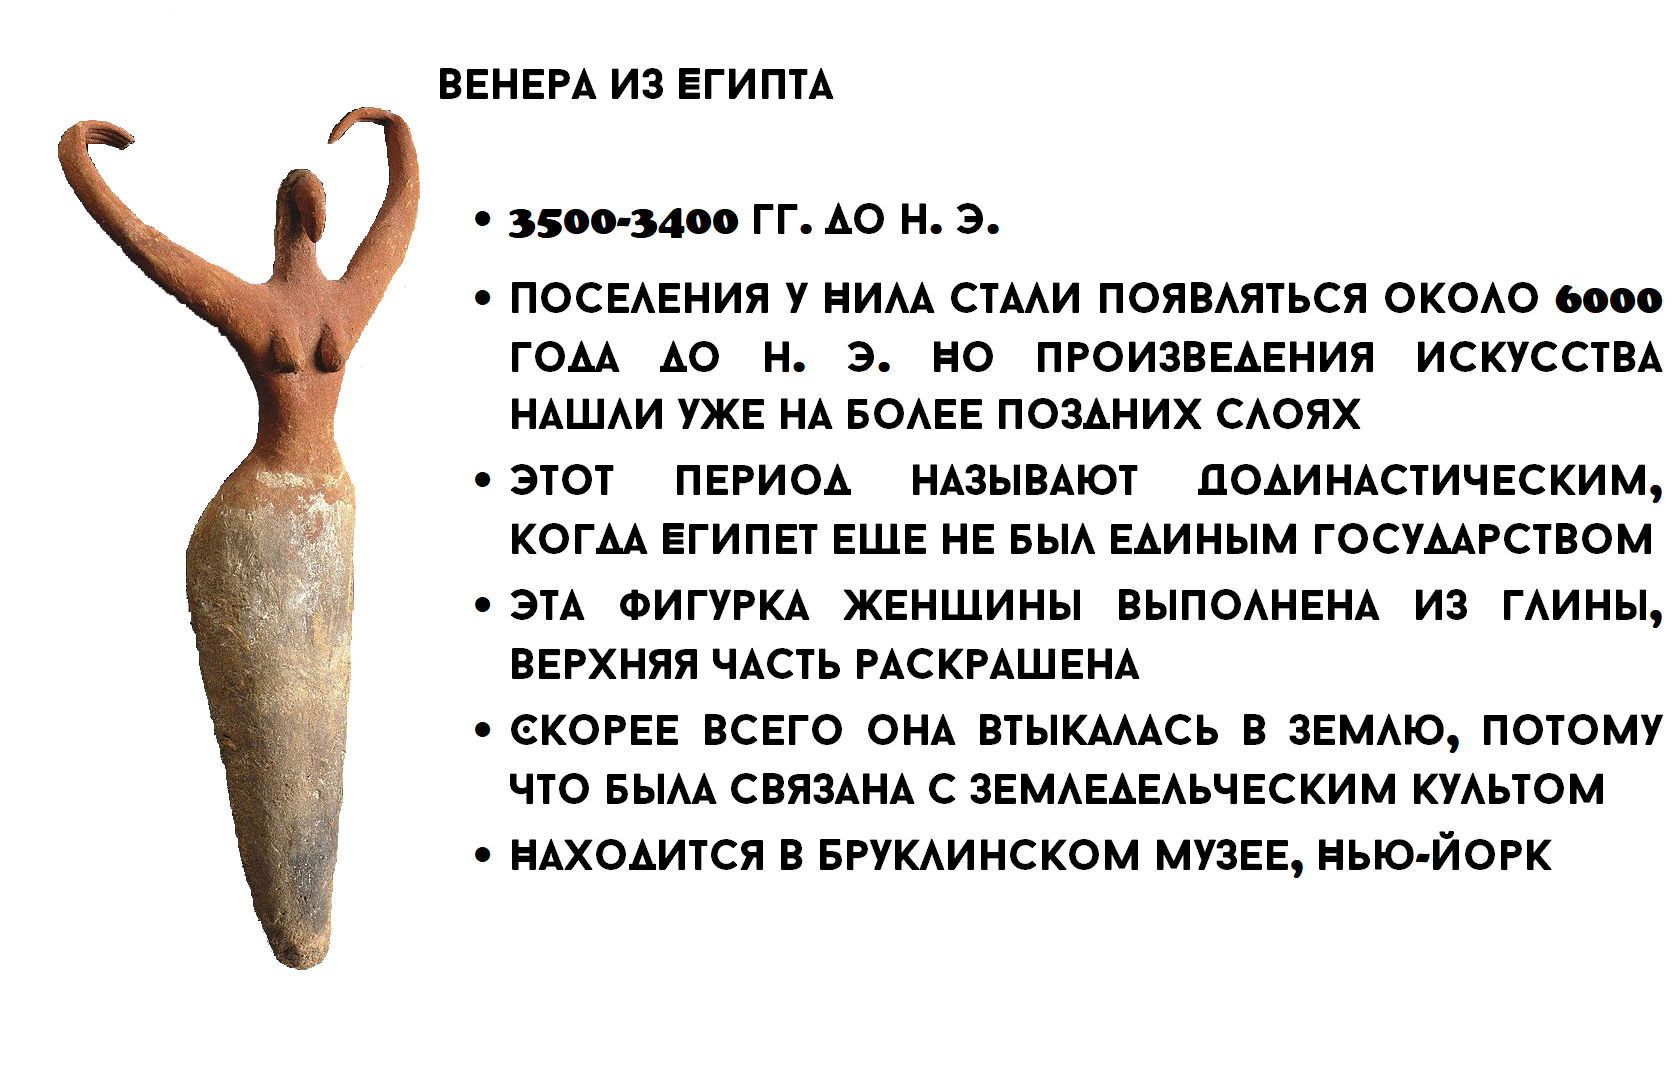 ВЕНЕРА ИЗ ЕГИПТА
• 3500-3400 ГГ. ДО Н. Э.
• ПОСЕЛЕНИЯ У НИЛА СТАЛИ ПОЯВЛЯТЬСЯ ОКОЛО 6000
ГОДА ДО Н. Э. НО ПРОИЗВЕДЕНИЯ ИСКУССТВА
НАШЛИ УЖЕ НА БОЛЕЕ ПОЗДНИХ СЛОЯХ
• ЭТОТ ПЕРИОД НАЗЫВАЮТ ДОДИНАСТИЧЕСКИМ,
КОГДА ЕГИПЕТ ЕЩЕ НЕ БЫЛ ЕДИНЫМ ГОСУДАРСТВОМ
• ЭТА ФИГУРКА ЖЕНЩИНЫ ВЫПОЛНЕНА ИЗ ГЛИНЫ,
ВЕРХНЯЯ ЧАСТЬ РАСКРАШЕНА
• СКОРЕЕ ВСЕГО ОНА ВТЫКАЛАСЬ В ЗЕМЛЮ, ПОТОМУ
ЧТО БЫЛА СВЯЗАНА С ЗЕМЛЕДЕЛЬЧЕСКИМ КУЛЬТОМ
• НАХОДИТСЯ В БРУКЛИНСКОМ МУЗЕЕ, НЬЮ-ЙОРК